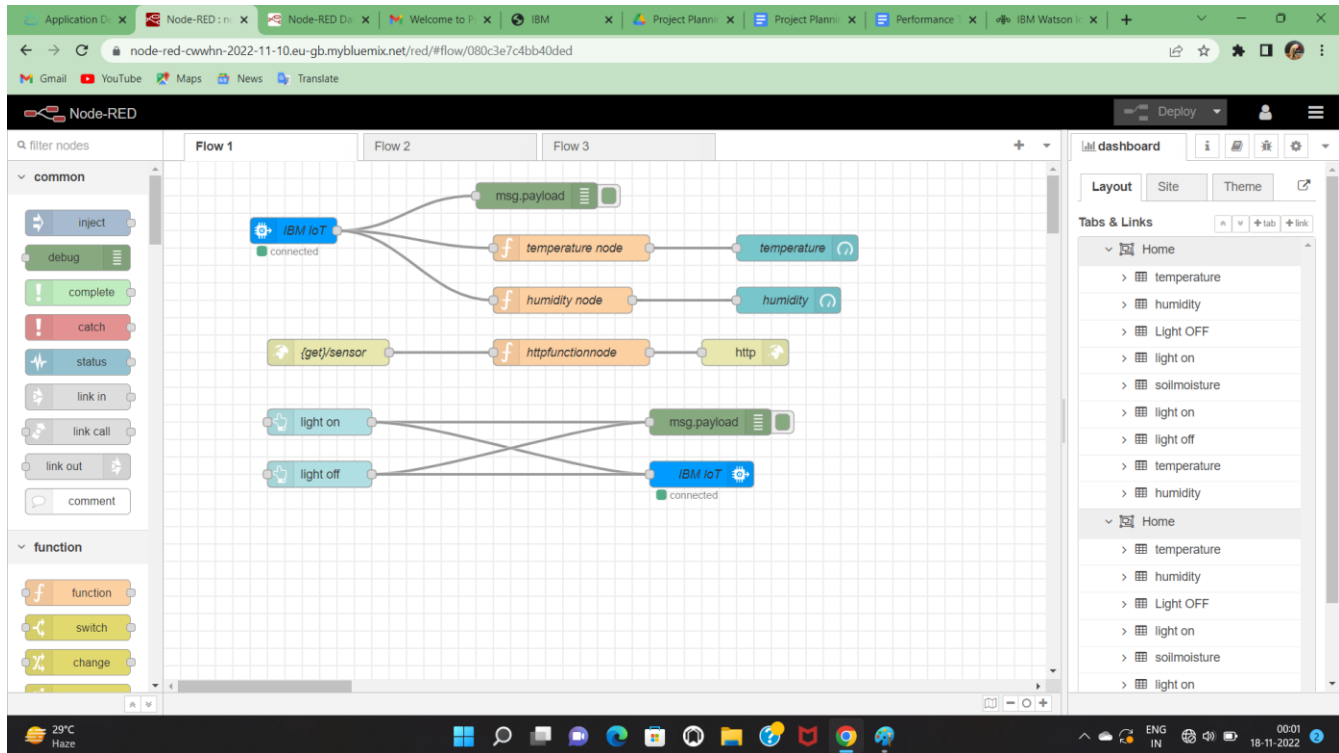 Application De
Node-RED : n
Node-RED Da
Welcome to P
IBM
Project Plannin
Project Planning
Performance T
IBM Watson Io
node-red-cwwhn-2022-11-10.eu-gb.mybluemix.net/red/#flow/080c3e7c4bb40ded
Gmail
YouTube
Maps
News
Translate
Node-RED
Deploy
filter nodes
Flow 1
Flow 2
Flow 3
dashboard
common
inject
debug
complete
catch
status
link in
link call
link out
comment
function
function
switch
change
msg.payload
IBM IoT
connected
temperature node
temperature
humidity node
humidity
{get}/sensor
httpfunctionnode
http
light on
msg.payload
light off
IBM IoT
connected
Layout
Site
Theme
Tabs & Links
+ tab
+ link
Home
temperature
humidity
Light OFF
light on
soilmoisture
light on
light off
temperature
humidity
Home
temperature
humidity
Light OFF
light on
soilmoisture
light on
29°C
Haze
ENG
IN
00:01
18-11-2022
2